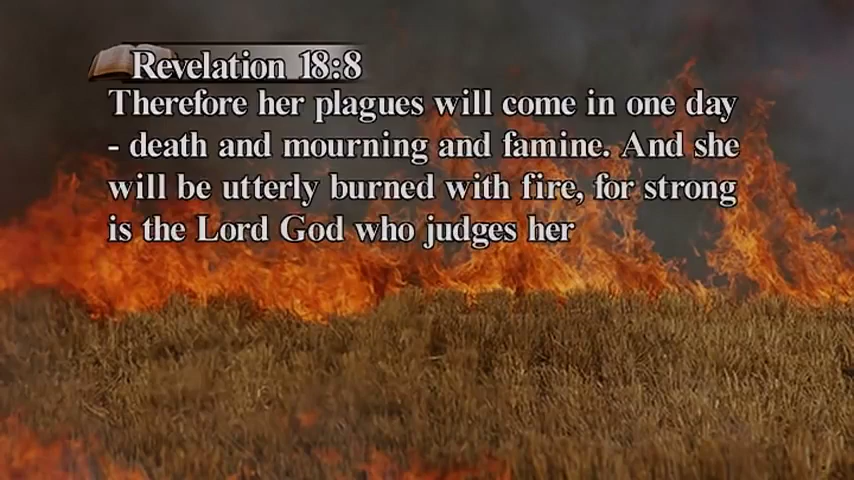 Revelation 18:8
Therefore her plagues will come in one day
- death and mourning and famine. And she
will be utterly burned with fire, for strong
is the Lord God who judges her